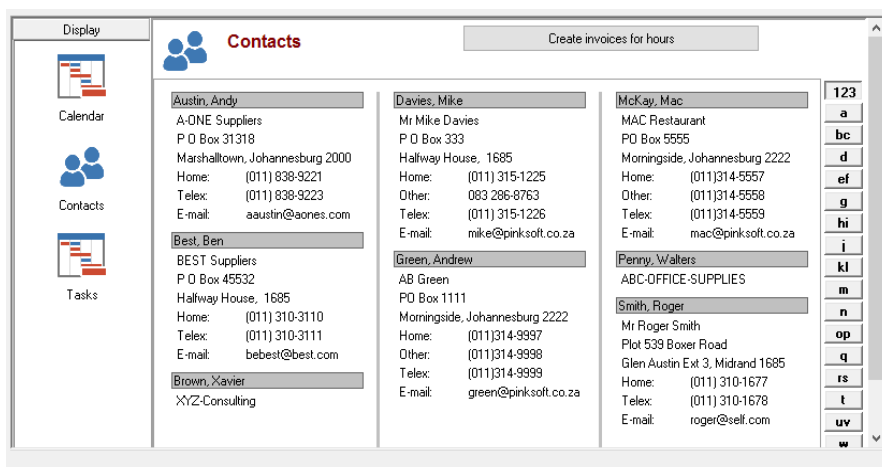 Display
Calendar
Contacts
Tasks
Contacts
Create invoices for hours
Austin, Andy
A-ONE Suppliers
P O Box 31318
Marshalltown, Johannesburg 2000
Home: (011) 838-9221
Telex: (011) 838-9223
E-mail: aaustin@aones.com
Best, Ben
BEST Suppliers
P O Box 45532
Halfway House, 1685
Home: (011) 310-3110
Telex: (011) 310-3111
E-mail: bebest@best.com
Brown, Xavier
XYZ-Consulting
Davies, Mike
Mr Mike Davies
P O Box 333
Halfway House, 1685
Home: (011) 315-1225
Other: 083 286-8763
Telex: (011) 315-1226
E-mail: mike@pinksoft.co.za
Green, Andrew
AB Green
PO Box 1111
Morningside, Johannesburg 2222
Home: (011)314-9997
Other: (011)314-9998
Telex: (011)314-9999
E-mail: green@pinksoft.co.za
McKay, Mac
MAC Restaurant
PO Box 5555
Morningside, Johannesburg 2222
Home: (011)314-5557
Other: (011)314-5558
Telex: (011)314-5559
E-mail: mac@pinksoft.co.za
Penny, Walters
ABC-OFFICE-SUPPLIES
Smith, Roger
Mr Roger Smith
Plot 539 Boxer Road
Glen Austin Ext 3, Midrand 1685
Home: (011) 310-1677
Telex: (011) 310-1678
E-mail: roger@self.com
123
a
bc
d
ef
g
hi
j
kl
m
n
op
q
rs
t
uv
w